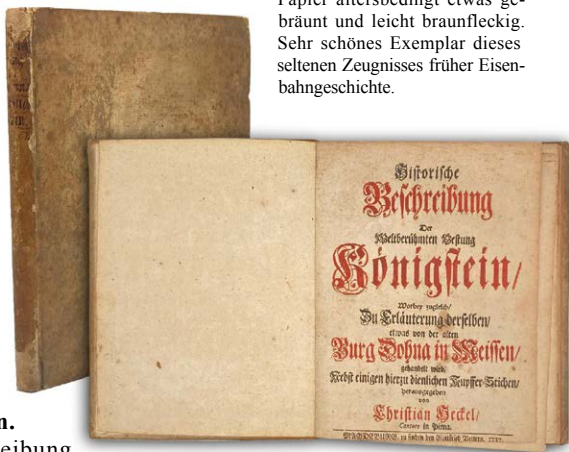 Papier altersbedingt etwas ge-
bräunt und leicht braunfleckig.
Sehr schönes Exemplar dieses
seltenen Zeugnisses früher Eisen-
bahngeschichte.
Historische
Beschreibung
Der
Weltberühmten Vestung
Königstein/
Worbey zugleich/
Zu Erläuterung derselben/
etwas von der alten
Burg Dohna in Meissen/
gehandelt wird/
Nebst einigen hierzu dienlichen Kupffer-Stichen/
herausgegeben
von
Christian Heckel/
Cantore in Pirna.
n.
eibung